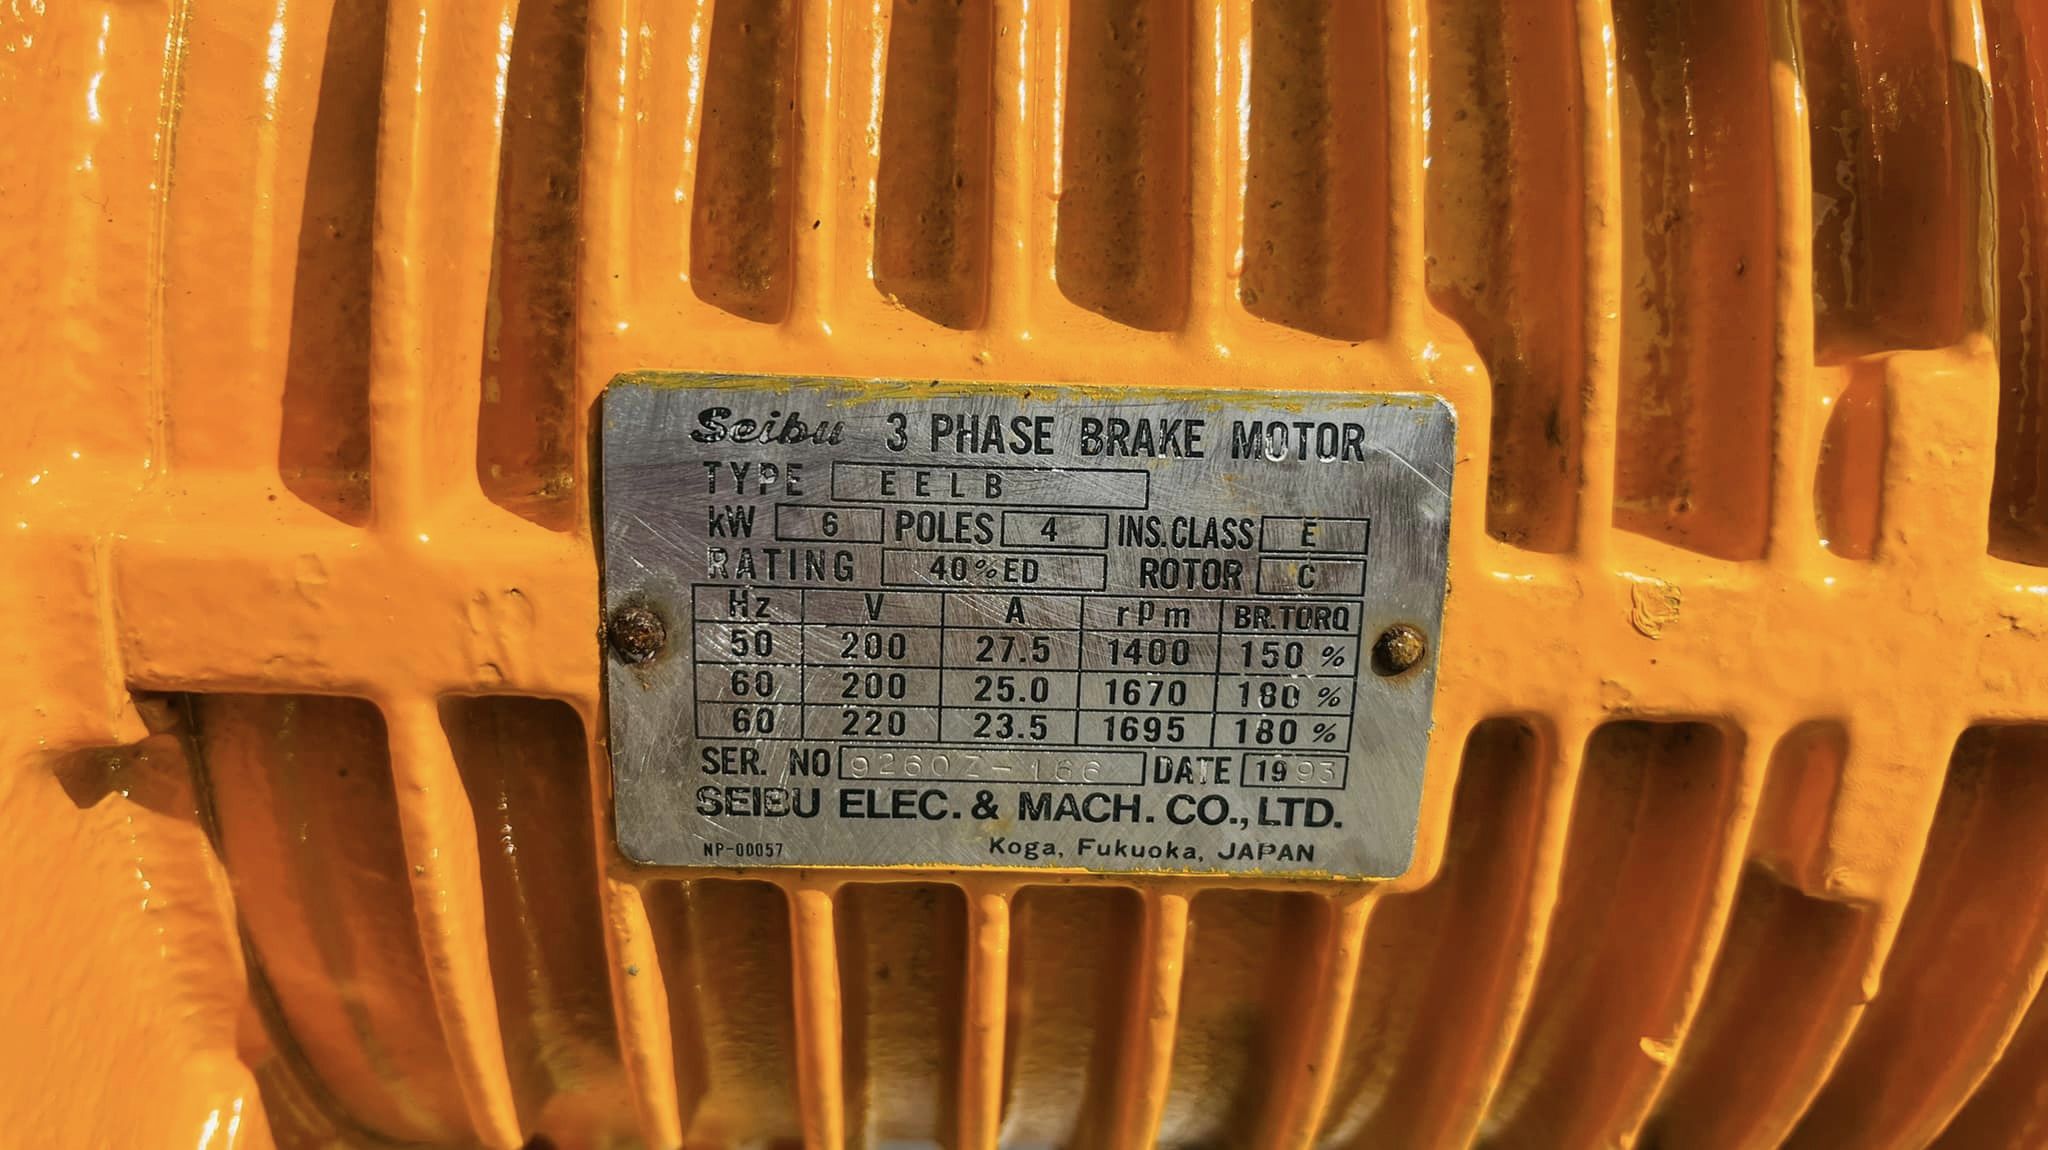 Seibu 3 PHASE BRAKE MOTOR
TYPE EELB
kW 6 POLES 4 INS.CLASS E
RATING 40%ED ROTOR C
Hz V A rpm BR.TORQ
50 200 27.5 1400 150 %
60 200 25.0 1670 180 %
60 220 23.5 1695 180 %
SER. NO 9260Z-166 DATE 1993
SEIBU ELEC. & MACH. CO., LTD.
NP-00057 Koga, Fukuoka, JAPAN